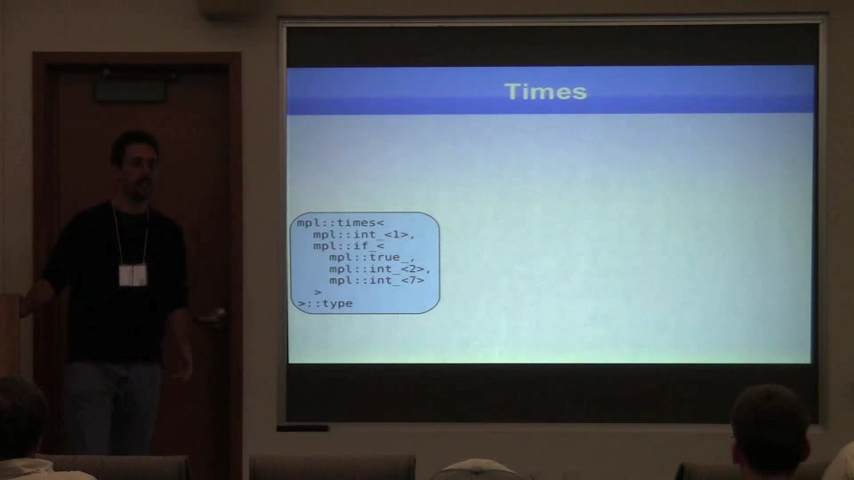 Times
mpl::times<
mpl::int_<1>,
mpl::if_<
mpl::true_,
mpl::int_<2>,
mpl::int_<7>
>
>::type